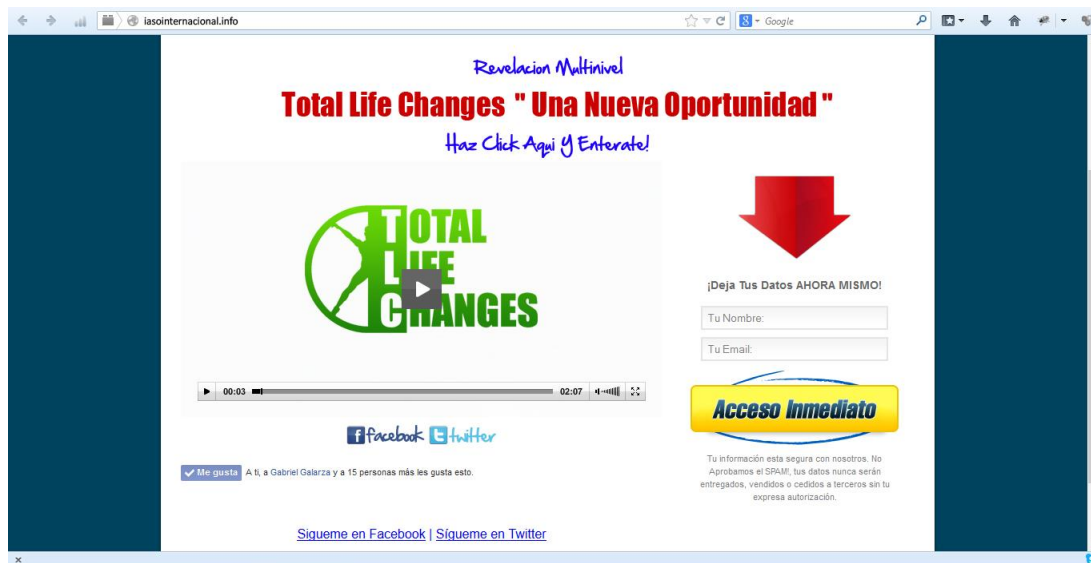 iasointernacional.info
Google
Revelacion Multinivel
Total Life Changes " Una Nueva Oportunidad "
Haz Click Aqui Y Enterate!
TOTAL
LIFE
CHANGES
00:03
02:07
facebook twitter
Me gusta A ti, a Gabriel Galarza y a 15 personas más les gusta esto.
Sigueme en Facebook | Sígueme en Twitter
¡Deja Tus Datos AHORA MISMO!
Tu Nombre:
Tu Email:
Acceso Inmediato
Tu información esta segura con nosotros. No
Aprobamos el SPAM!, tus datos nunca serán
entregados, vendidos o cedidos a terceros sin tu
expresa autorización.